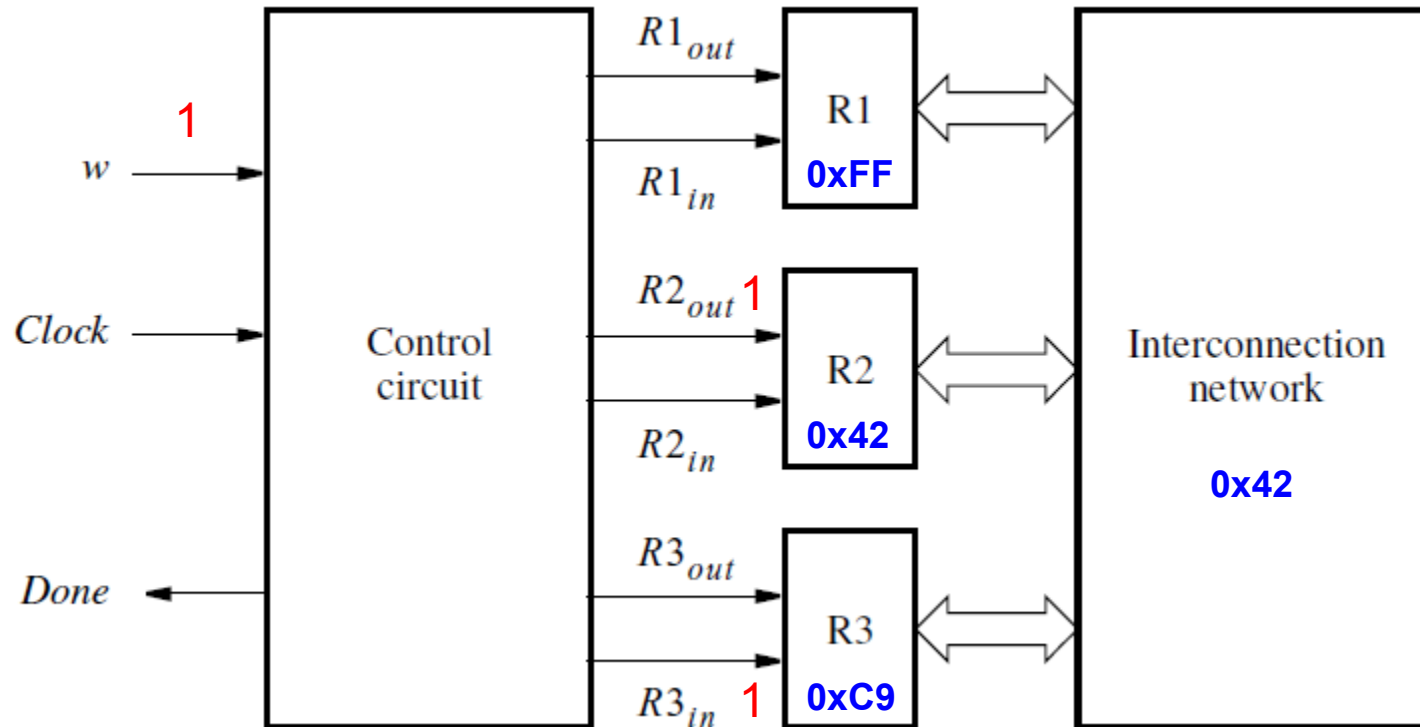 R1out
1
w
R1
0xFF
R1in
R2out 1
Clock
Control
circuit
R2
0x42
R2in
Interconnection
network
0x42
R3out
Done
R3
0xC9
R3in 1